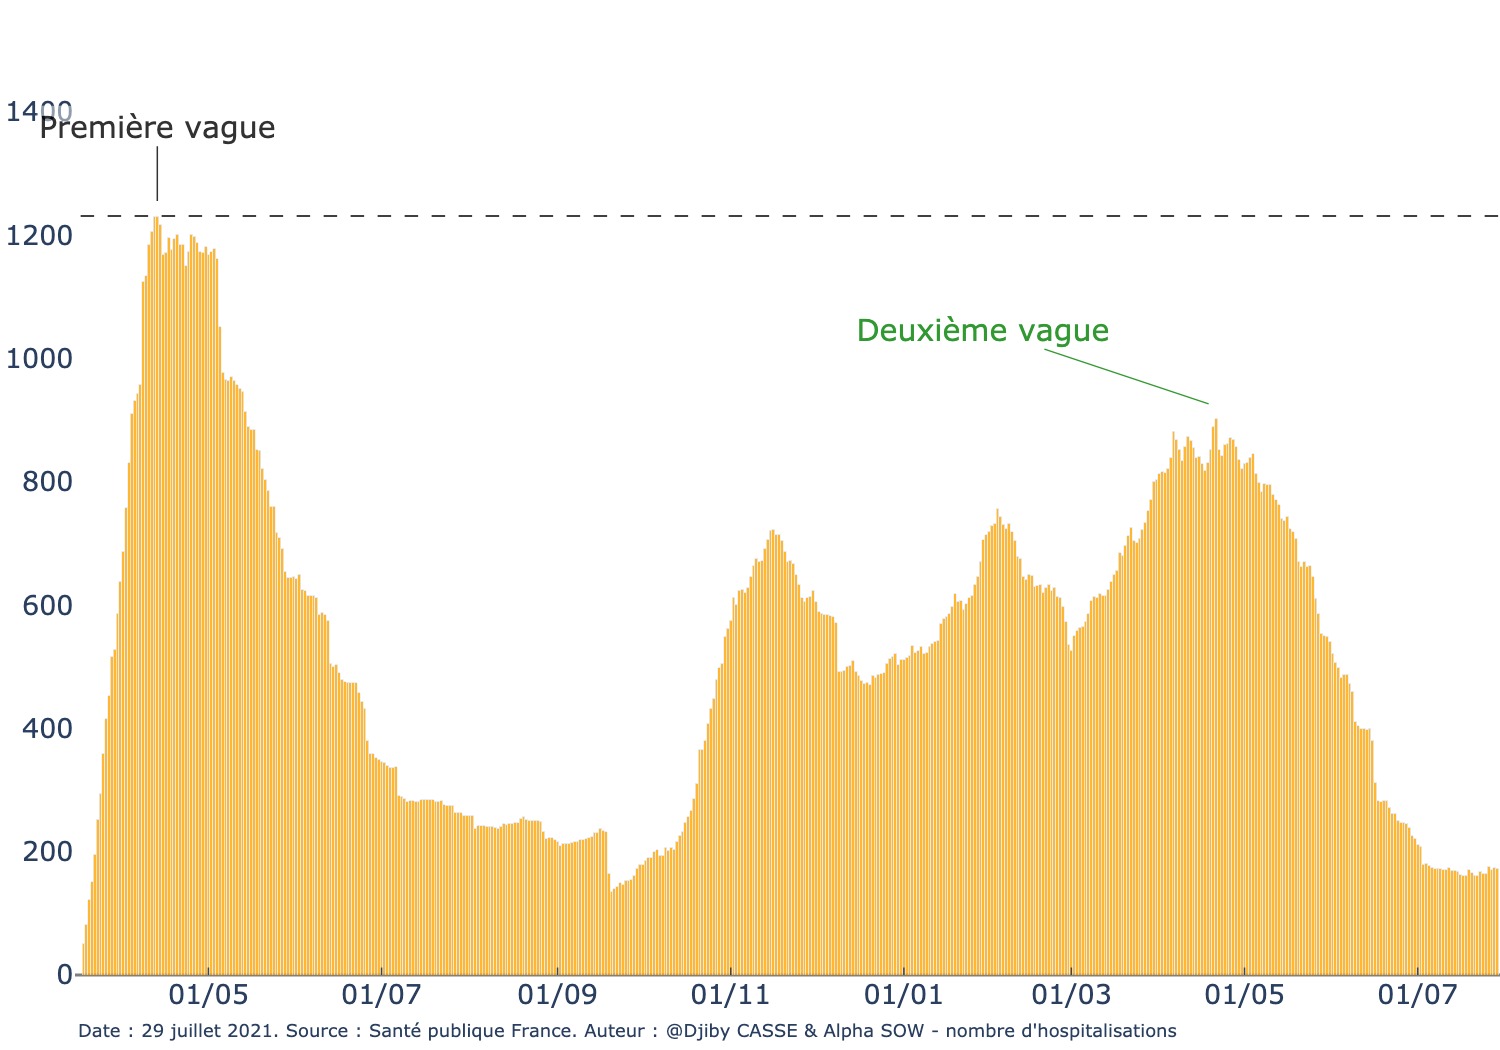 1400
Première vague
1200
1000
Deuxième vague
800
600
400
200
0
01/05 01/07 01/09 01/11 01/01 01/03 01/05 01/07
Date : 29 juillet 2021. Source : Santé publique France. Auteur : @Djiby CASSE & Alpha SOW - nombre d'hospitalisations